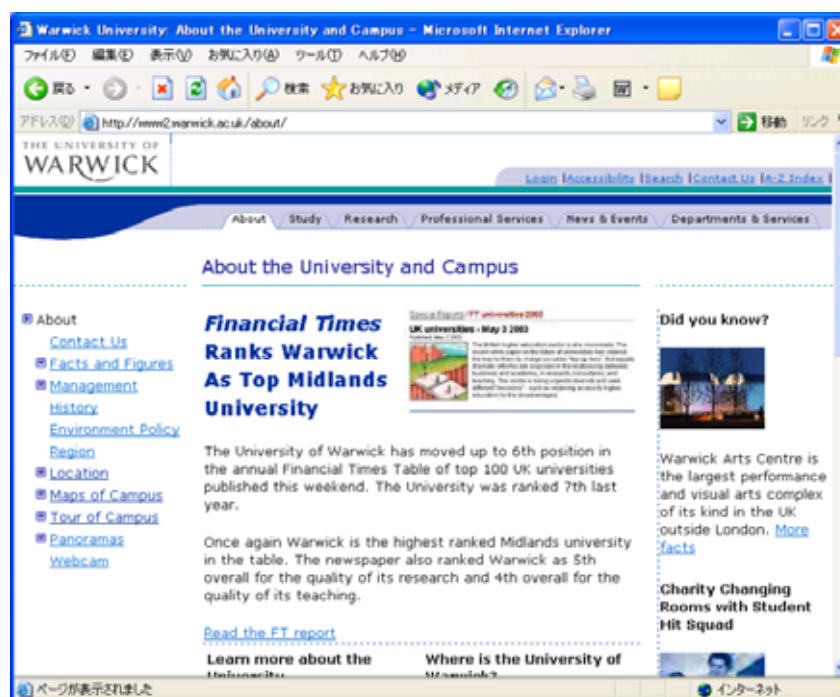 Warwick University: About the University and Campus - Microsoft Internet Explorer
ファイル(F) 編集(E) 表示(V) お気に入り(A) ツール(T) ヘルプ(H)
戻る 検索 お気に入り メディア
アドレス(D) http://www2.warwick.ac.uk/about/ 移動 リンク
THE UNIVERSITY OF
WARWICK
Login |Accessibility |Search |Contact Us |A-Z Index |
About Study Research Professional Services News & Events Departments & Services
About the University and Campus
About
Contact Us
Facts and Figures
Management
History
Environment Policy
Region
Location
Maps of Campus
Tour of Campus
Panoramas
Webcam
Financial Times
Ranks Warwick
As Top Midlands
University
Special Reports / FT universities 2003
UK universities - May 3 2003
The University of Warwick has moved up to 6th position in
the annual Financial Times Table of top 100 UK universities
published this weekend. The University was ranked 7th last
year.
Once again Warwick is the highest ranked Midlands university
in the table. The newspaper also ranked Warwick as 5th
overall for the quality of its research and 4th overall for the
quality of its teaching.
Read the FT report
Learn more about the
University
Where is the University of
Warwick?
Did you know?
Warwick Arts Centre is
the largest performance
and visual arts complex
of its kind in the UK
outside London. More
facts
Charity Changing
Rooms with Student
Hit Squad
ページが表示されました インターネット